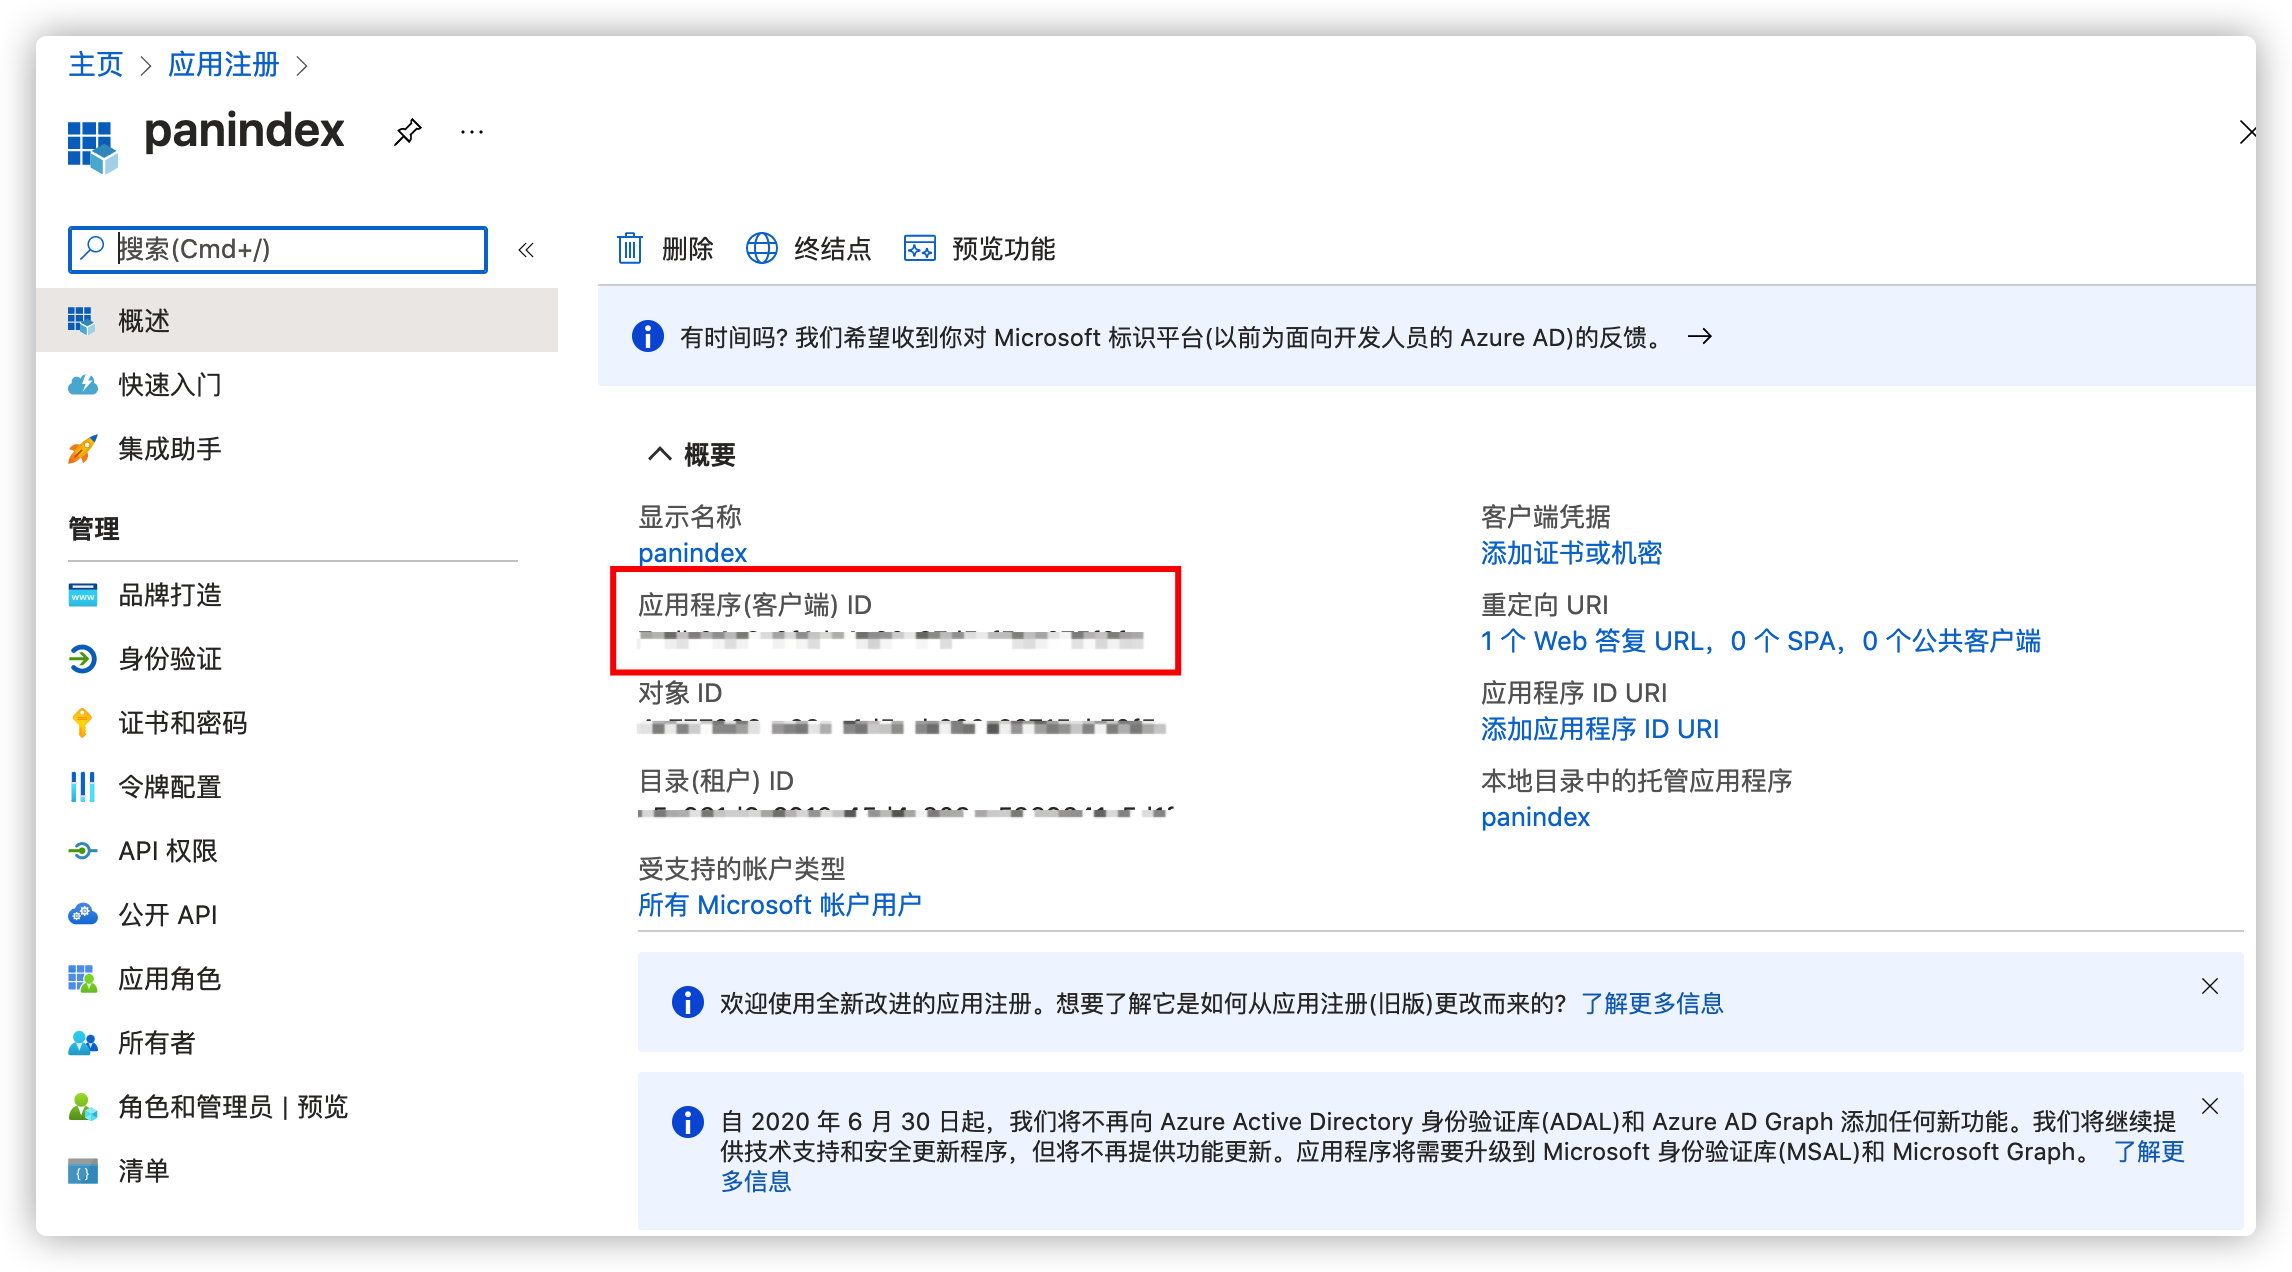 主页 > 应用注册 >
panindex
搜索(Cmd+/)
概述
快速入门
集成助手
管理
品牌打造
身份验证
证书和密码
令牌配置
API 权限
公开 API
应用角色
所有者
角色和管理员 | 预览
清单
删除 终结点 预览功能
有时间吗? 我们希望收到你对 Microsoft 标识平台(以前为面向开发人员的 Azure AD)的反馈。 →
概要
显示名称
panindex
应用程序(客户端) ID
对象 ID
目录(租户) ID
受支持的帐户类型
所有 Microsoft 帐户用户
客户端凭据
添加证书或机密
重定向 URI
1 个 Web 答复 URL，0 个 SPA，0 个公共客户端
应用程序 ID URI
添加应用程序 ID URI
本地目录中的托管应用程序
panindex
欢迎使用全新改进的应用注册。想要了解它是如何从应用注册(旧版)更改而来的? 了解更多信息
自 2020 年 6 月 30 日起，我们将不再向 Azure Active Directory 身份验证库(ADAL)和 Azure AD Graph 添加任何新功能。我们将继续提
供技术支持和安全更新程序，但将不再提供功能更新。应用程序将需要升级到 Microsoft 身份验证库(MSAL)和 Microsoft Graph。 了解更
多信息